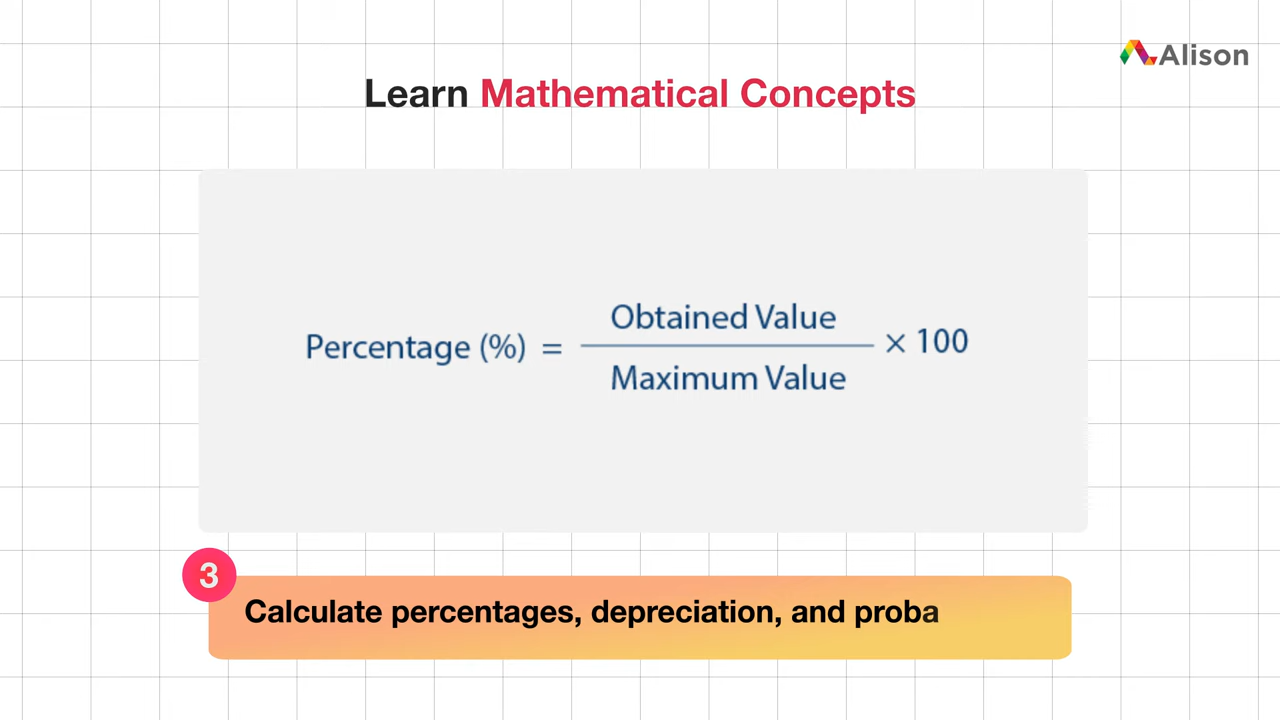 Alison
Learn Mathematical Concepts
Percentage (%) = Obtained Value / Maximum Value × 100
3
Calculate percentages, depreciation, and proba